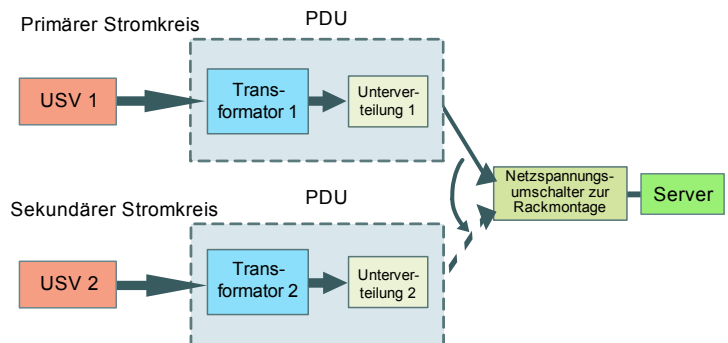 Primärer Stromkreis
PDU
USV 1
Trans-
formator 1
Unterver-
teilung 1
Netzspannungs-
umschalter zur
Rackmontage
Server
Sekundärer Stromkreis
PDU
USV 2
Trans-
formator 2
Unterver-
teilung 2